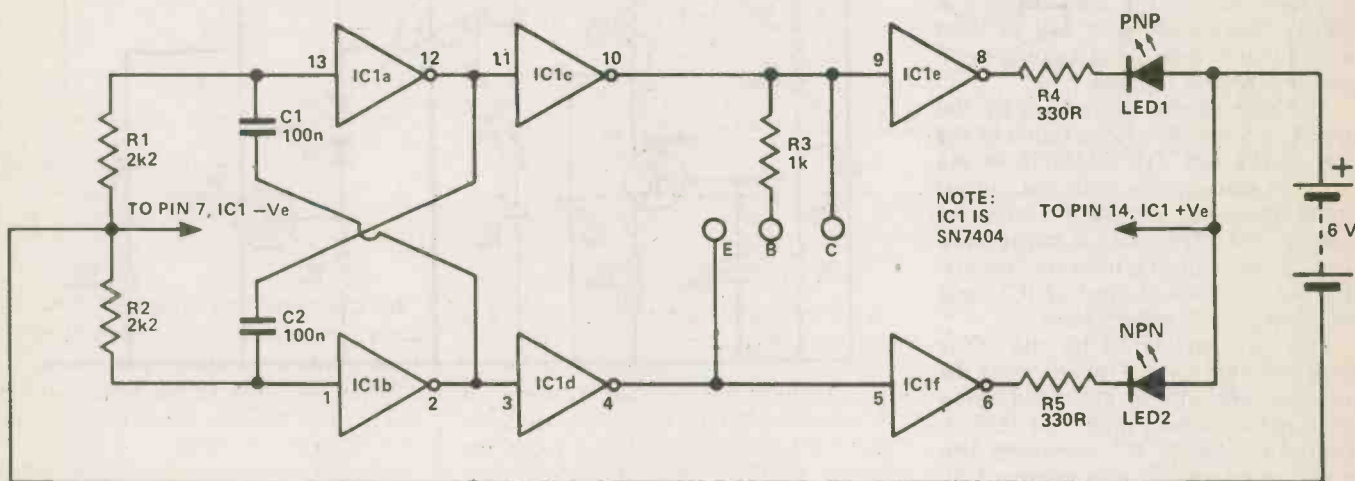 PNP
13
IC1a
12
11
IC1c
10
9
IC1e
8
R4
330R
LED1
C1
100n
R1
2k2
R3
1k
+
TO PIN 7, IC1 –Ve
NOTE:
IC1 IS
SN7404
TO PIN 14, IC1 +Ve
6 V
E
B
C
R2
2k2
C2
100n
NPN
1
IC1b
2
3
IC1d
4
5
IC1f
6
R5
330R
LED2